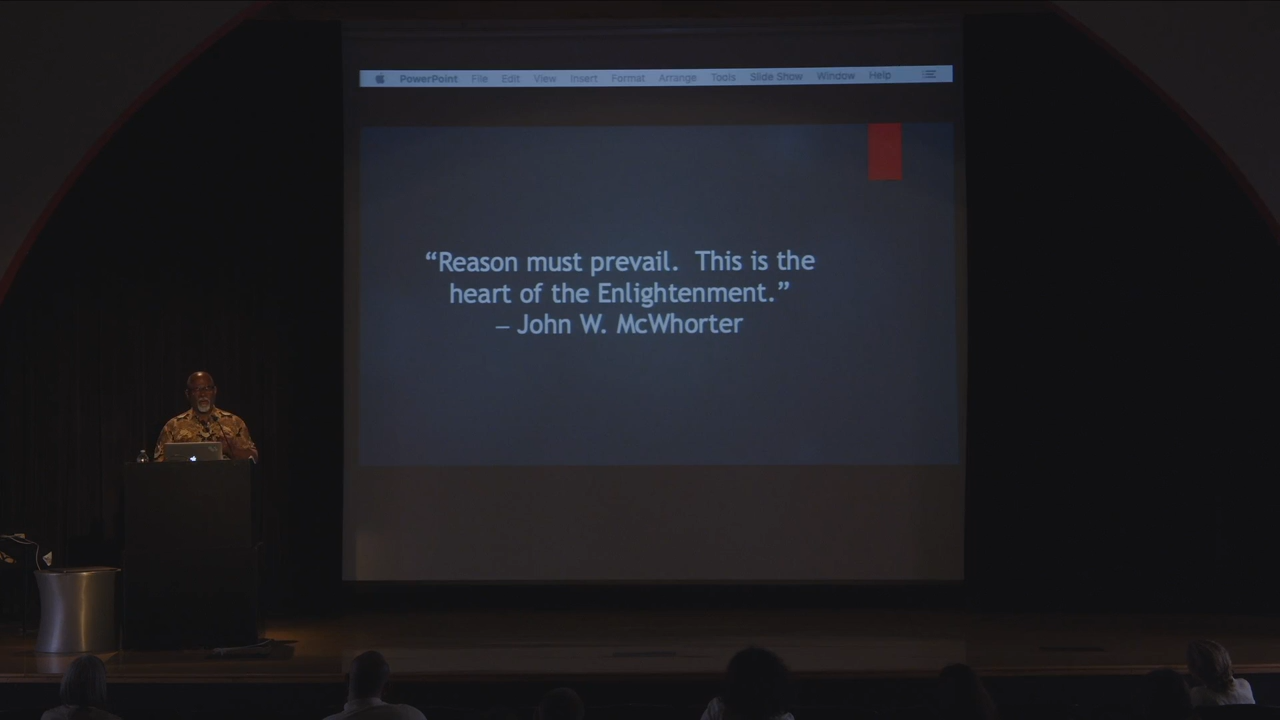 PowerPoint File Edit View Insert Format Arrange Tools Slide Show Window Help
“Reason must prevail. This is the
heart of the Enlightenment.”
– John W. McWhorter